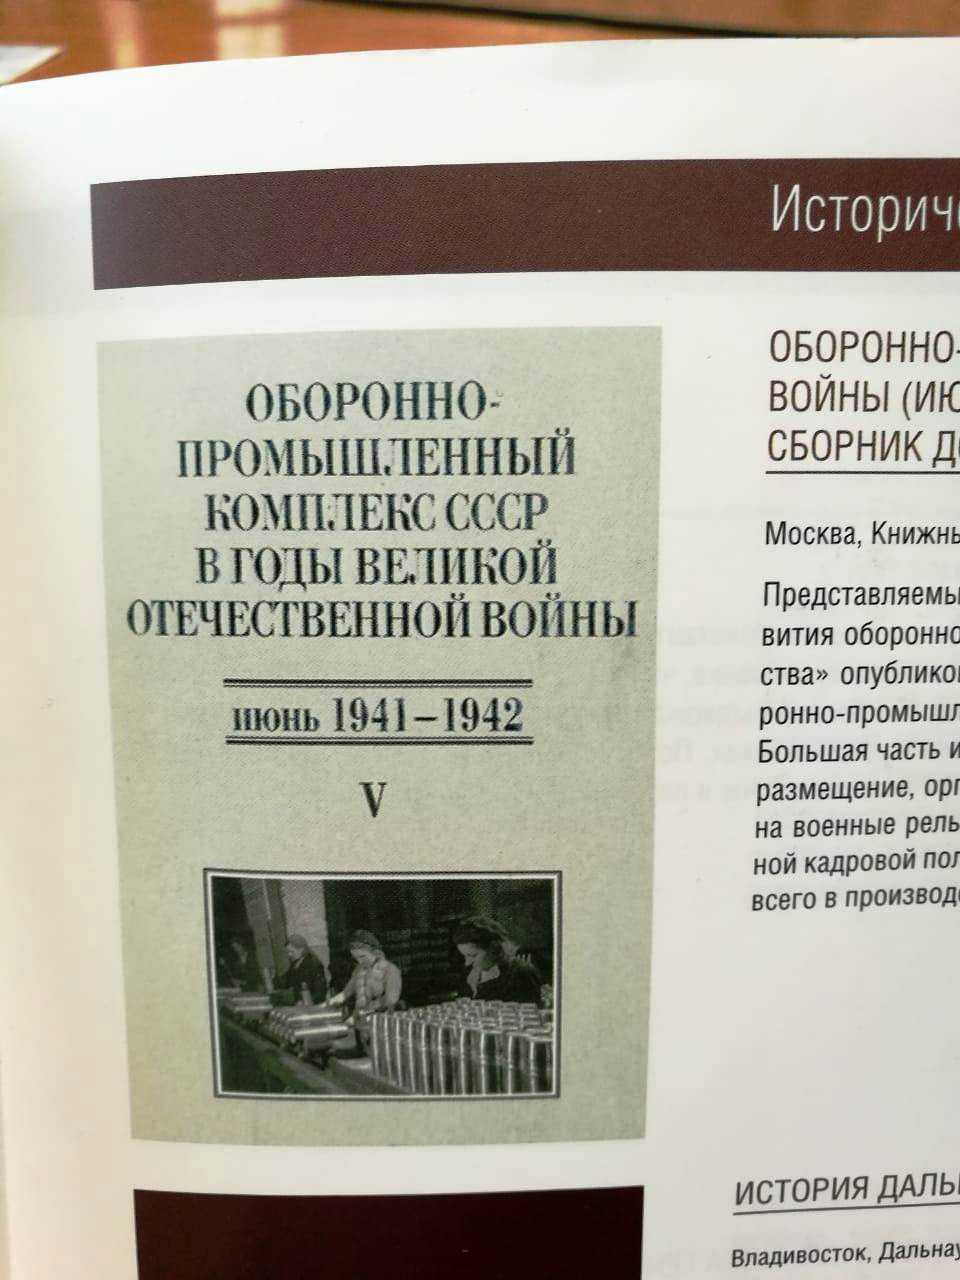 Историче
ОБОРОННО-
ПРОМЫШЛЕННЫЙ
КОМПЛЕКС СССР
В ГОДЫ ВЕЛИКОЙ
ОТЕЧЕСТВЕННОЙ ВОЙНЫ
июнь 1941–1942
V
ОБОРОННО-
ВОЙНЫ (ИЮ
СБОРНИК Д
Москва, Книжны
Представляемы
вития оборонно
ства» опублико
ронно-промышл
Большая часть и
размещение, орг
на военные рель
ной кадровой пол
всего в производ
ИСТОРИЯ ДАЛЬ
Владивосток, Дальнау